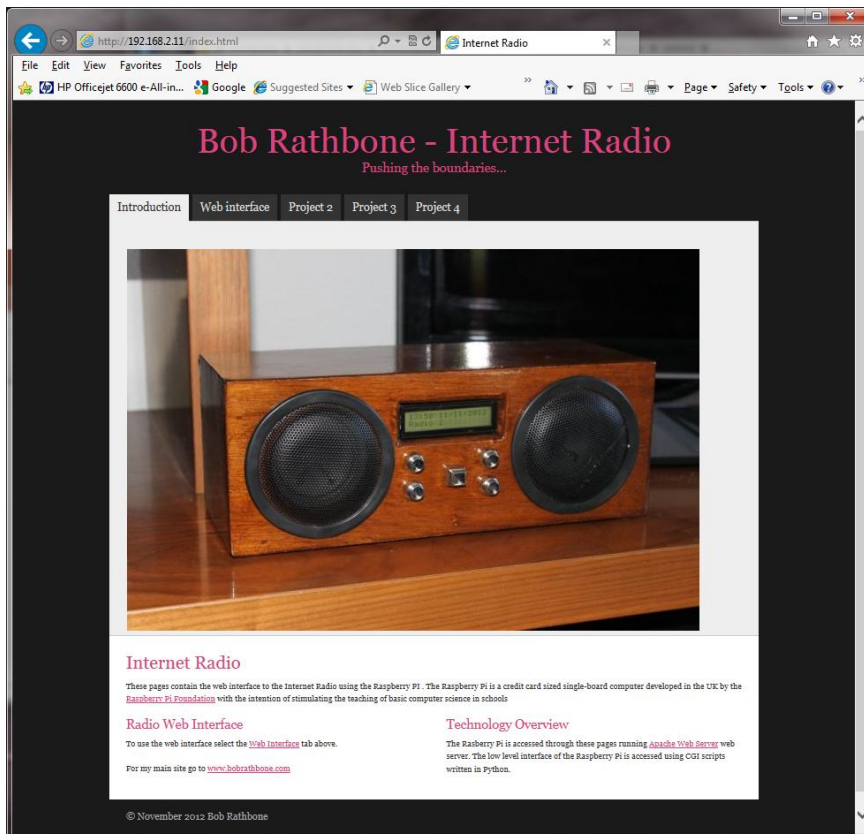 http://192.168.2.11/index.html
Internet Radio
File Edit View Favorites Tools Help
HP Officejet 6600 e-All-in... Google Suggested Sites Web Slice Gallery Page Safety Tools
Bob Rathbone - Internet Radio
Pushing the boundaries...
Introduction Web interface Project 2 Project 3 Project 4
Radio
Internet Radio
These pages contain the web interface to the Internet Radio using the Raspberry PI . The Raspberry Pi is a credit card sized single-board computer developed in the UK by the
Raspberry Pi Foundation with the intention of stimulating the teaching of basic computer science in schools
Radio Web Interface
To use the web interface select the Web Interface tab above.
For my main site go to www.bobrathbone.com
Technology Overview
The Rasberry Pi is accessed through these pages running Apache Web Server web
server. The low level interface of the Raspberry Pi is accessed using CGI scripts
written in Python.
© November 2012 Bob Rathbone